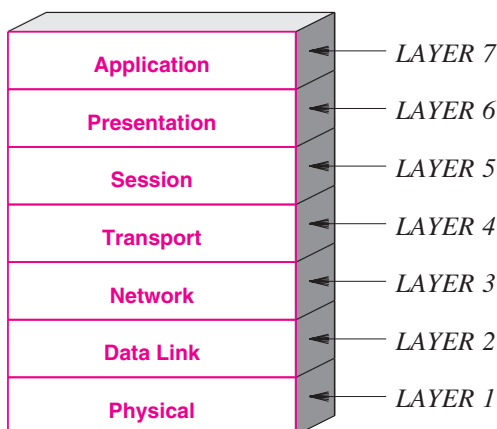 Application LAYER 7
Presentation LAYER 6
Session LAYER 5
Transport LAYER 4
Network LAYER 3
Data Link LAYER 2
Physical LAYER 1